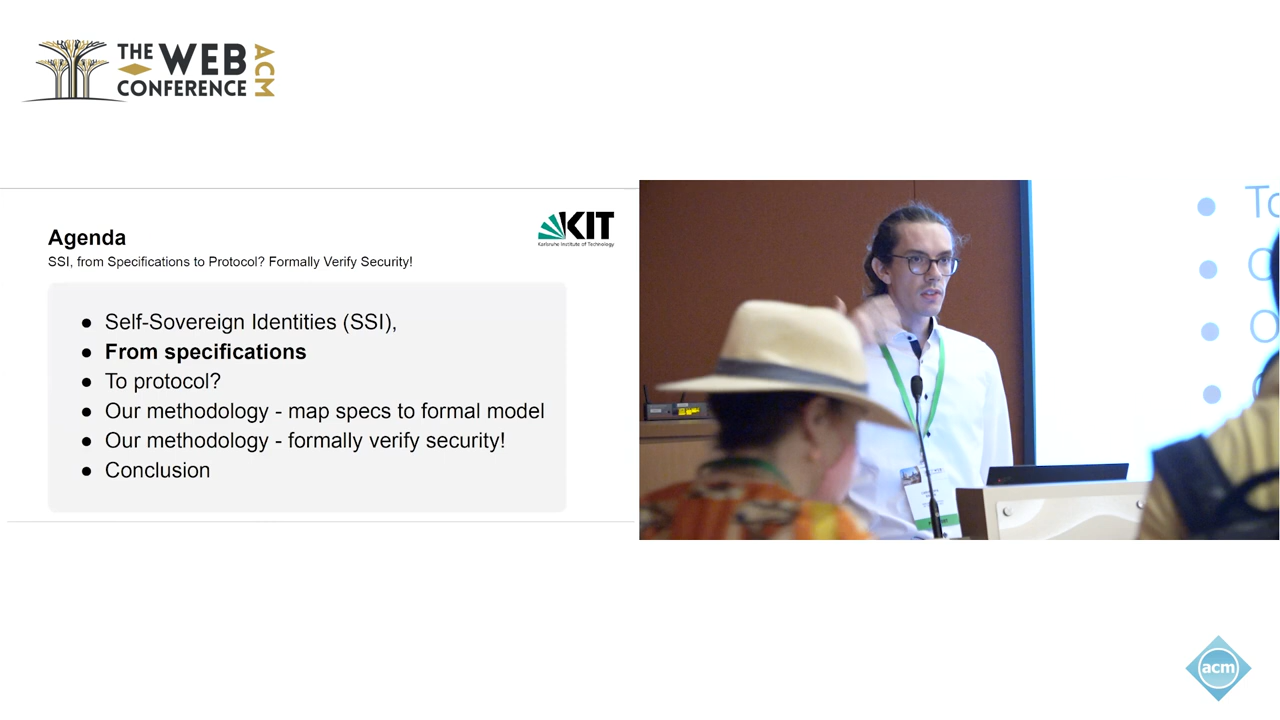 THE WEB
CONFERENCE
ACM
Agenda
SSI, from Specifications to Protocol? Formally Verify Security!
KIT
Karlsruhe Institute of Technology
● Self-Sovereign Identities (SSI),
● From specifications
● To protocol?
● Our methodology - map specs to formal model
● Our methodology - formally verify security!
● Conclusion
To
O
O
acm